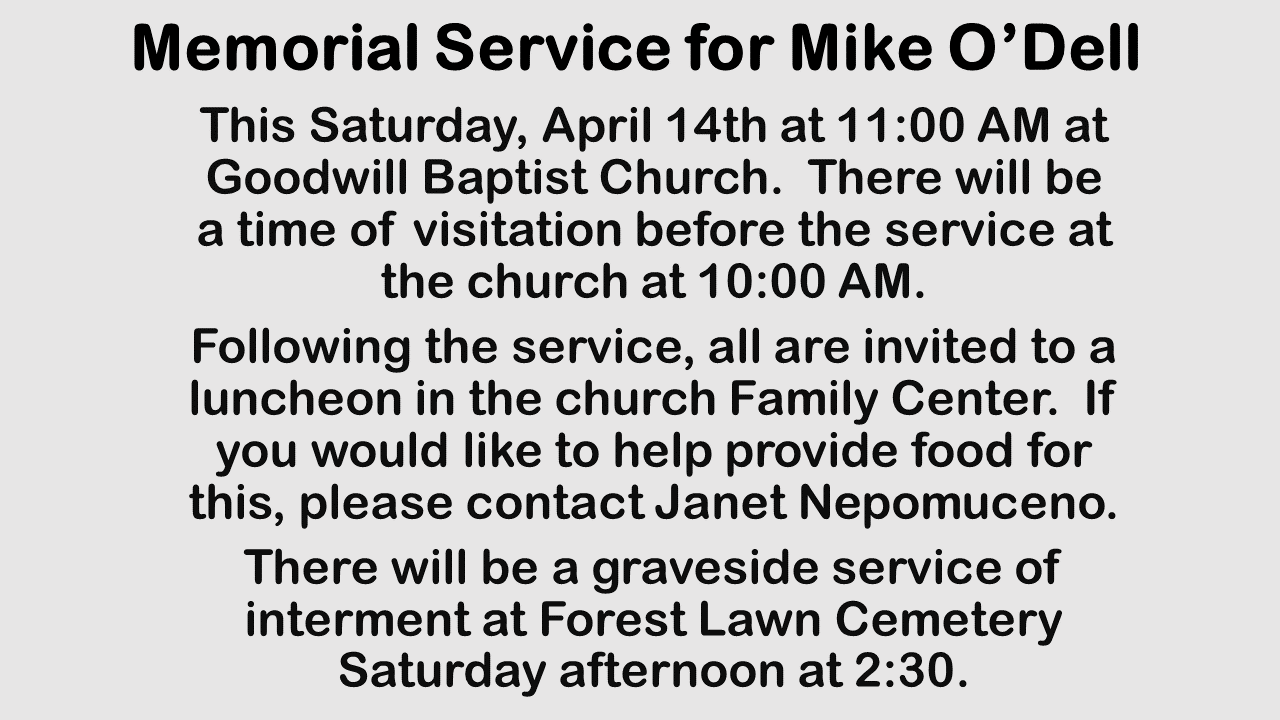 Memorial Service for Mike O’Dell
This Saturday, April 14th at 11:00 AM at
Goodwill Baptist Church.  There will be
a time of visitation before the service at
the church at 10:00 AM.
Following the service, all are invited to a
luncheon in the church Family Center.  If
you would like to help provide food for
this, please contact Janet Nepomuceno.
There will be a graveside service of
interment at Forest Lawn Cemetery
Saturday afternoon at 2:30.